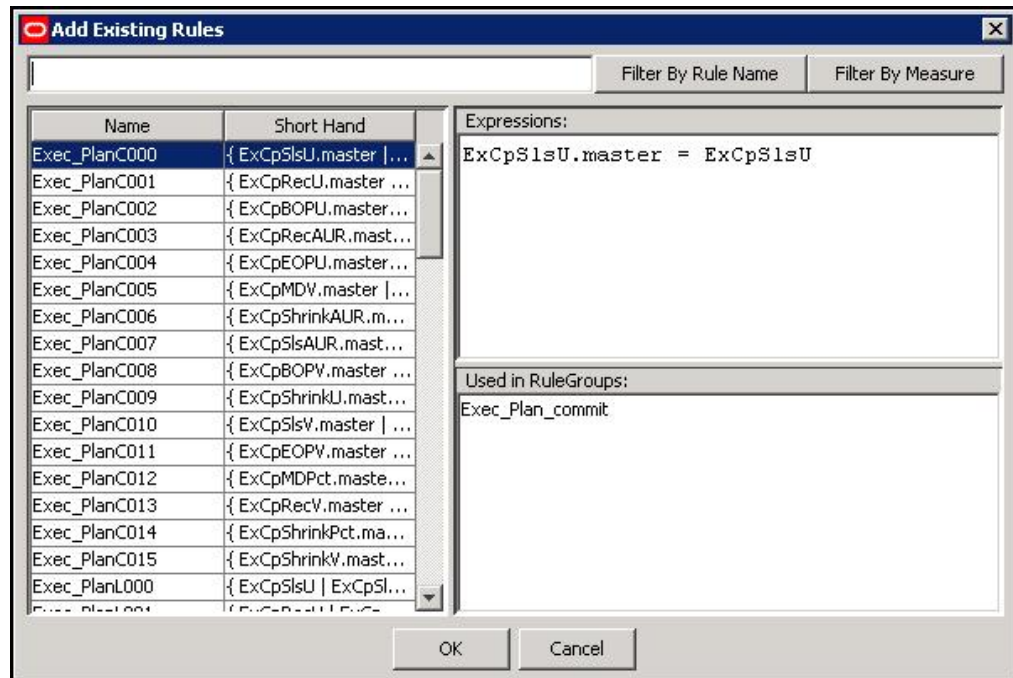 Add Existing Rules
Filter By Rule Name Filter By Measure
Name Short Hand
Exec_PlanC000 { ExCpSlsU.master |...
Exec_PlanC001 { ExCpRecU.master ...
Exec_PlanC002 { ExCpBOPU.master...
Exec_PlanC003 { ExCpRecAUR.mast...
Exec_PlanC004 { ExCpEOPU.master...
Exec_PlanC005 { ExCpMDV.master |...
Exec_PlanC006 { ExCpShrinkAUR.m...
Exec_PlanC007 { ExCpSlsAUR.mast...
Exec_PlanC008 { ExCpBOPV.master ...
Exec_PlanC009 { ExCpShrinkU.mast...
Exec_PlanC010 { ExCpSlsV.master | ...
Exec_PlanC011 { ExCpEOPV.master ...
Exec_PlanC012 { ExCpMDPct.maste...
Exec_PlanC013 { ExCpRecV.master ...
Exec_PlanC014 { ExCpShrinkPct.ma...
Exec_PlanC015 { ExCpShrinkV.mast...
Exec_PlanL000 { ExCpSlsU | ExCpSl...
Expressions:
ExCpSlsU.master = ExCpSlsU
Used in RuleGroups:
Exec_Plan_commit
OK Cancel